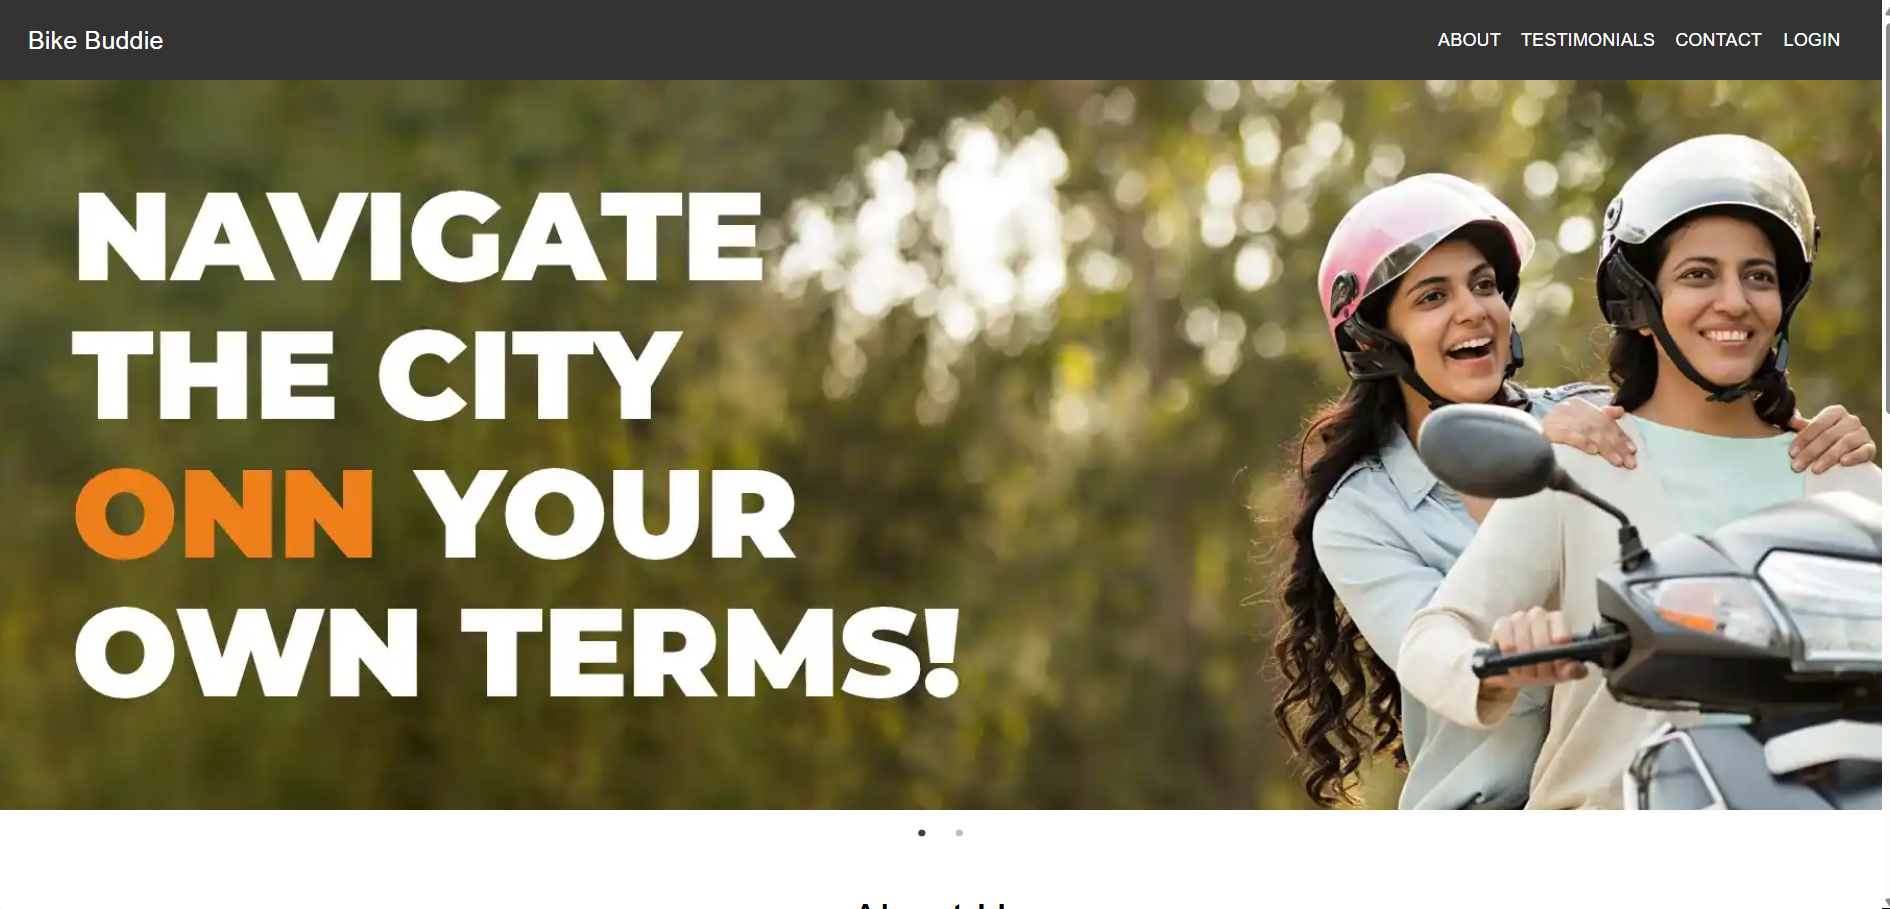 Bike Buddie
ABOUT TESTIMONIALS CONTACT LOGIN
NAVIGATE
THE CITY
ONN YOUR
OWN TERMS!